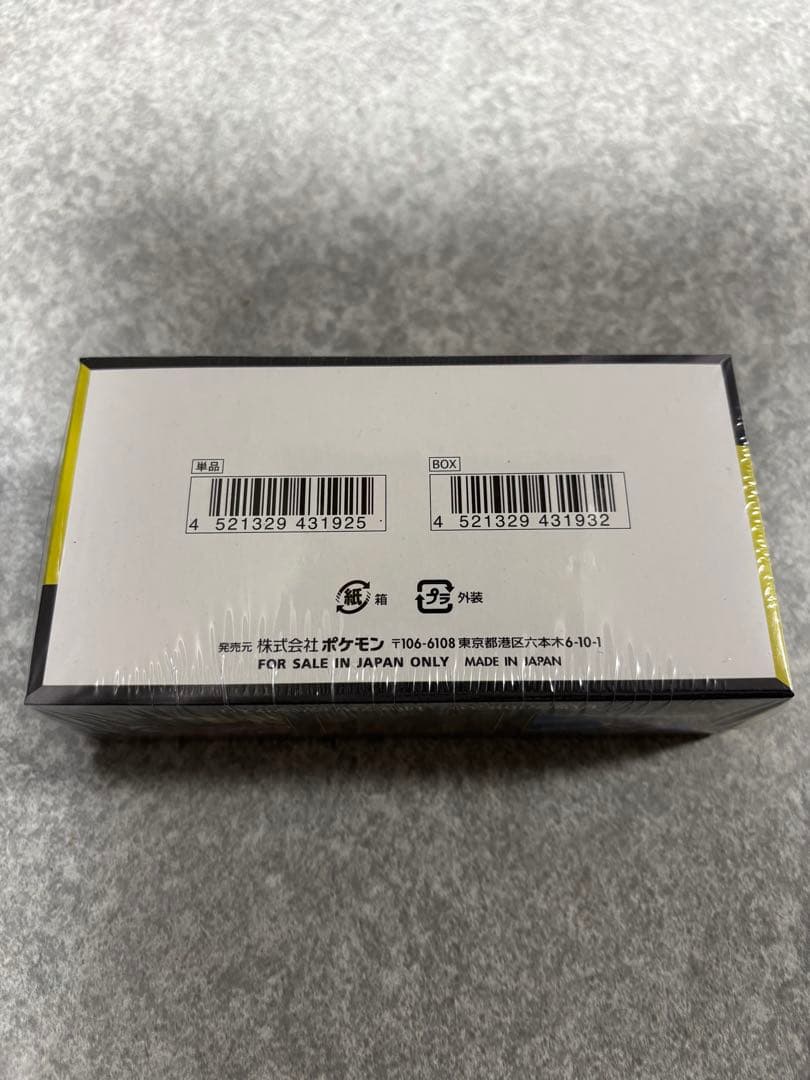 単品
4 521329 431925
BOX
4 521329 431932
紙 箱
プラ 外装
発売元 株式会社 ポケモン 〒106-6108 東京都港区六本木6-10-1
FOR SALE IN JAPAN ONLY MADE IN JAPAN